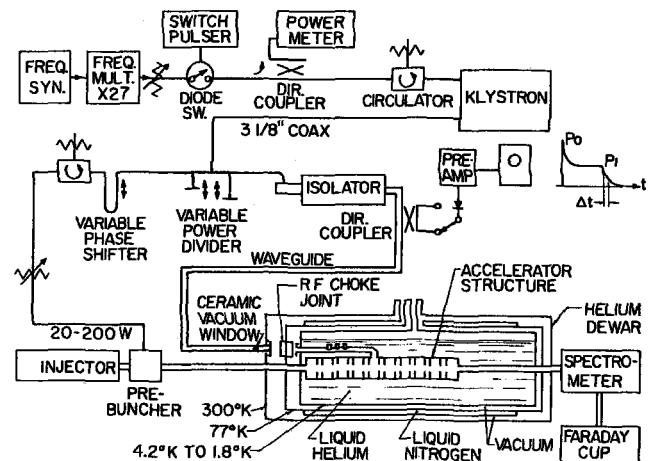 SWITCH
PULSER
POWER
METER
FREQ.
SYN.
FREQ.
MULT.
X27
DIODE
SW.
DIR.
COUPLER
CIRCULATOR
KLYSTRON
3 1/8" COAX
VARIABLE
PHASE
SHIFTER
VARIABLE
POWER
DIVIDER
ISOLATOR
DIR.
COUPLER
PRE-
AMP
P0
P1
Δt
t
WAVEGUIDE
CERAMIC
VACUUM
WINDOW
RF CHOKE
JOINT
ACCELERATOR
STRUCTURE
HELIUM
DEWAR
20-200 W
INJECTOR
PRE-
BUNCHER
SPECTRO-
METER
FARADAY
CUP
300°K
77°K
4.2°K TO 1.8°K
LIQUID
HELIUM
LIQUID
NITROGEN
VACUUM